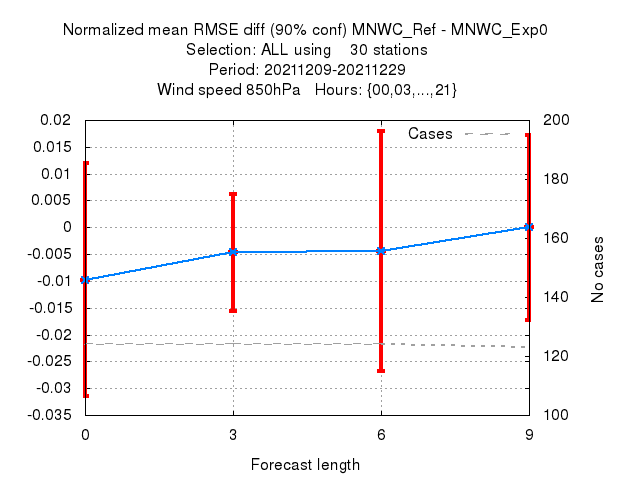 Normalized mean RMSE diff (90% conf) MNWC_Ref - MNWC_Exp0
Selection: ALL using    30 stations
Period: 20211209-20211229
Wind speed 850hPa   Hours: {00,03,...,21}
Cases
0.02
0.015
0.01
0.005
0
-0.005
-0.01
-0.015
-0.02
-0.025
-0.03
-0.035
200
180
160
140
120
100
No cases
0 3 6 9
Forecast length